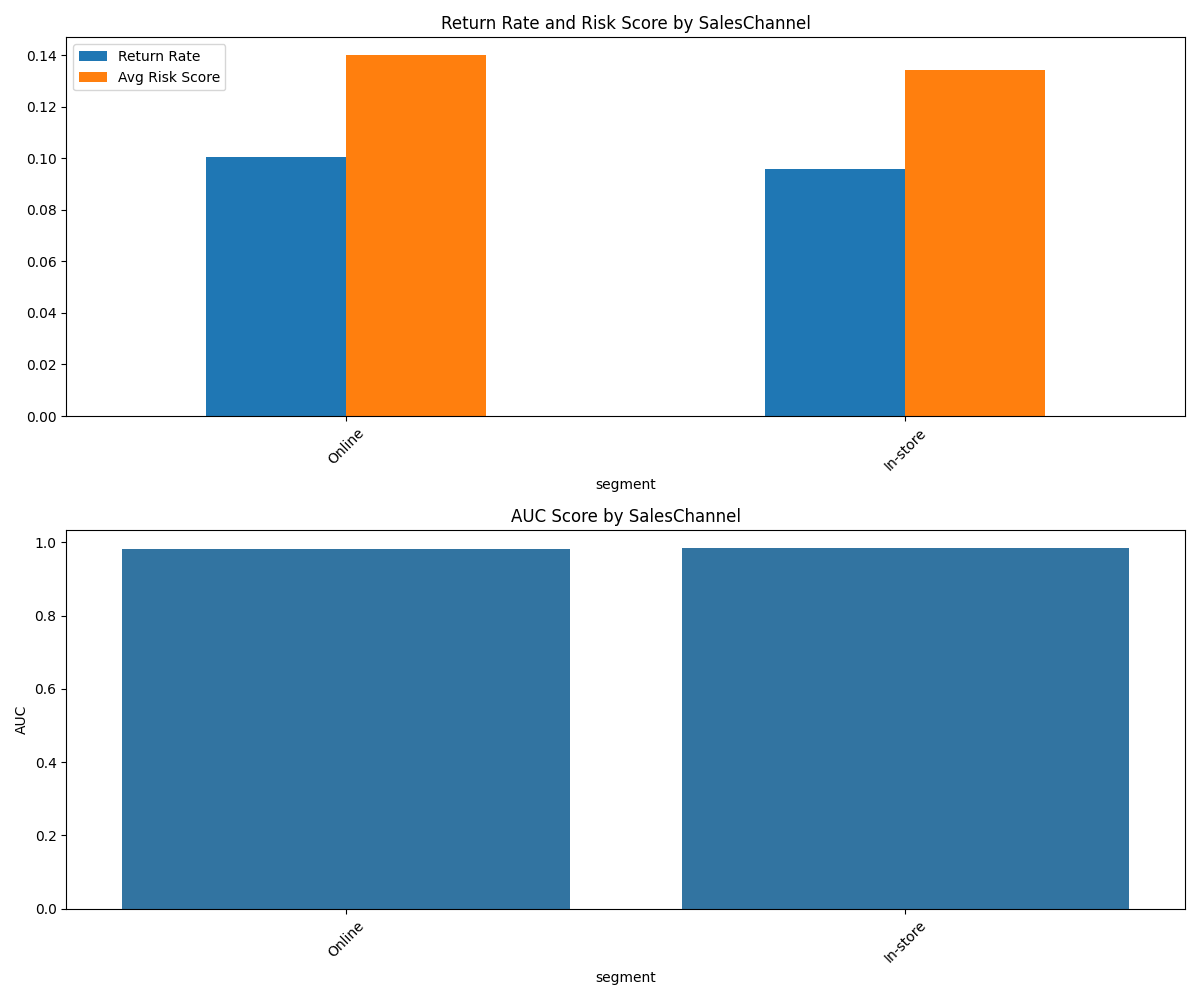 Return Rate and Risk Score by SalesChannel
Return Rate
Avg Risk Score
0.14
0.12
0.10
0.08
0.06
0.04
0.02
0.00
Online
In-store
segment
AUC Score by SalesChannel
1.0
0.8
0.6
0.4
0.2
0.0
AUC
Online
In-store
segment